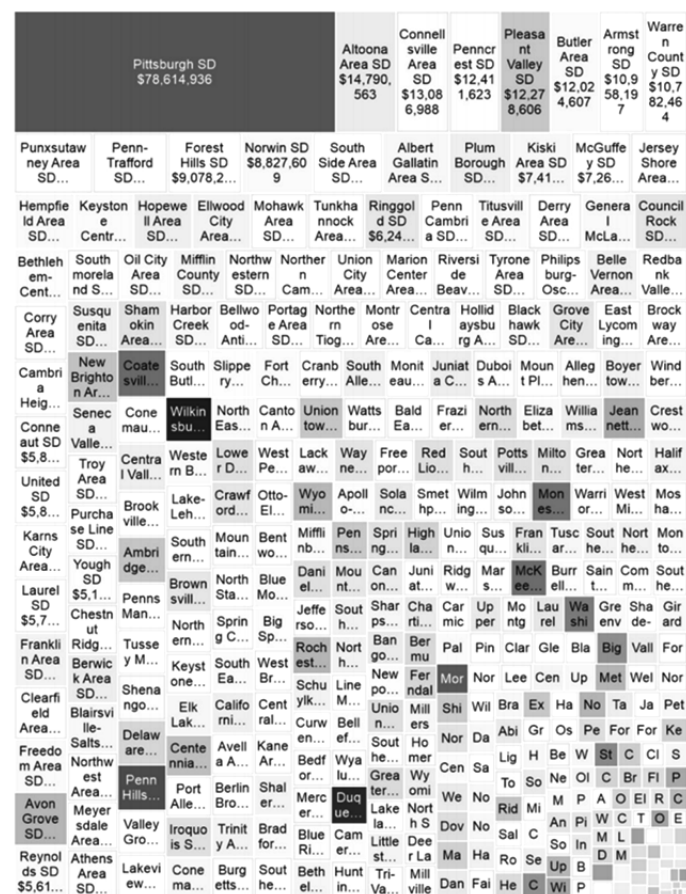 Pittsburgh SD
$78,614,936
Altoona
Area SD
$14,790,
563
Connell
sville
Area
SD
$13,08
6,988
Penncr
est SD
$12,41
1,623
Pleasa
nt
Valley
SD
$12,27
8,606
Butler
Area
SD
$12,02
4,607
Armst
rong
SD
$10,9
58,19
7
Warre
n
Count
y SD
$10,7
82,46
4
Punxsutaw
ney Area
SD...
Penn-
Trafford
SD...
Forest
Hills SD
$9,078,2...
Norwin SD
$8,827,60
9
South
Side Area
SD...
Albert
Gallatin
Area S...
Plum
Borough
SD...
Kiski
Area SD
$7,41...
McGuffe
y SD
$7,26...
Jersey
Shore
Area...
Hempfie
ld Area
SD...
Keyston
e
Centr...
Hopewe
ll Area
SD...
Ellwood
City
Area...
Mohawk
Area
SD...
Tunkha
nnock
Area...
Ringgol
d SD
$6,24...
Penn
Cambri
a SD...
Titusvill
e Area
SD...
Derry
Area
SD...
Genera
l
McLa...
Council
Rock
SD...
Bethleh
em-
Cent...
South
morela
nd S...
Oil City
Area
SD...
Mifflin
County
SD...
Northw
estern
SD...
Norther
n
Cam...
Union
City
Area...
Marion
Center
Area...
Riversi
de
Beav...
Tyrone
Area
SD...
Philips
burg-
Osc...
Belle
Vernon
Area...
Redba
nk
Valle...
Corry
Area
SD...
Susqu
enita
SD...
Sham
okin
Area...
Harbor
Creek
SD...
Bellwo
od-
Anti...
Portag
e Area
SD...
Northe
rn
Tiog...
Montr
ose
Are...
Centra
l
Ca...
Hollid
aysbu
rg A...
Black
hawk
SD...
Grove
City
Are...
East
Lycom
ing...
Brock
way
Are...
Cambri
a
Heig...
New
Brighto
n Ar...
Coate
svill...
South
Butl...
Slippe
ry...
Fort
Ch...
Cranb
erry...
South
Alle...
Monit
eau...
Juniat
a C...
Duboi
s A...
Moun
t Pl...
Alleg
hen...
Boyer
tow...
Wind
ber...
Conne
aut SD
$5,8...
Senec
a
Valle...
Cone
mau...
Wilkin
sbu...
North
Eas...
Canto
n A...
Union
tow...
Watts
bur...
Bald
Ea...
Frazi
er...
North
ern...
Eliza
bet...
Willia
ms...
Jean
nett...
Crest
wo...
United
SD
$5,8...
Troy
Area
SD...
Centra
l Vall...
Weste
rn B...
Lowe
r D...
West
Pe...
Lack
aw...
Way
ne...
Free
por...
Red
Lio...
Sout
h...
Potts
vill...
Milto
n...
Grea
ter...
Nort
he...
Halif
ax...
Karns
City
Area...
Purcha
se Line
SD...
Brook
ville...
Lake-
Leh...
Crawf
ord...
Otto-
El...
Wyo
mi...
Apoll
o-...
Sola
nc...
Smet
hp...
Wilm
ing...
John
so...
Mon
es...
Warri
or...
West
Mi...
Mos
ha...
Laurel
SD
$5,7...
Yough
SD
$5,1...
Ambri
dge...
South
ern...
Moun
tain...
Bent
wo...
Miffli
nb...
Pen
ns...
Spri
ng...
High
la...
Unio
n...
Sus
qu...
Fran
kli...
Tusc
ar...
Sout
he...
Nort
he...
Mon
to...
Frankli
n Area
SD...
Chestn
ut
Ridg...
Penns
Man...
Brown
svill...
North
Sta...
Blue
Mo...
Dani
el...
Mou
nt...
Can
on...
Juni
at...
Ridg
w...
Mar
s...
McK
ee...
Burr
ell...
Sain
t...
Com
m...
Sout
he...
Clearfi
eld
Area...
Berwic
k Area
SD...
Tusse
y M...
North
ern...
Sprin
g C...
Big
Sp...
Jeffe
rso...
Sout
h...
Shar
ps...
Cha
rti...
Car
mic
Up
per
Mo
ntg
Lau
rel
Wa
shi
Gre
env
Sha
de-
Gir
ard
Freedo
m Area
SD...
Blairsvi
lle-
Salts...
Shena
ngo...
Keyst
one...
South
Ea...
West
Br...
Roch
est...
Nort
h...
Ban
go...
Ber
mu
Pal
Pin
Clar
Gle
Bla
Big
Vall
For
Avon
Grove
SD...
Northw
est
Area...
Delaw
are...
Elk
Lak...
Califo
rni...
Cent
ral...
Schu
ylk...
Line
M...
New
po...
Fer
ndal
Mor
Nor
Lee
Cen
Up
Met
Wel
Nor
Reynol
ds SD
$5,61...
Meyer
sdale
Area...
Penn
Hills...
Cente
nnia...
Avell
a A...
Kane
Ar...
Curw
en...
Bell
ef...
Unio
n...
Mill
ers
Shi
Wil
Bra
Ex
Ha
No
Ta
Ja
Pet
Athens
Area
SD...
Valley
Gro...
Port
Alle...
Berlin
Bro...
Shal
er...
Bedf
or...
Wya
lu...
Sout
he...
Ho
mer
Nor
Da
Abi
Gr
Os
Pe
For
For
Ke
Lakevi
ew...
Iroquo
is S...
Trinit
y A...
Brad
for...
Merc
er...
Duq
ue...
Grea
ter...
Wy
omi
Cen
Sa
Lig
H
Be
W
St
C
Cl
S
Cone
ma...
Burg
etts...
Sout
he...
Blue
Ri...
Cam
er...
Lake
la...
Nort
h S
We
No
To
So
Ne
Ol
C
Br
Fl
P
Beth
el...
Hunt
in...
Little
st...
Dee
r La
Dov
No
Rid
Mi
M
P
A
O
El
R
C
Tri-
Va...
Mill
ville
Ma
Ha
Sal
C
An
Pi
W
C
T
O
E
Dan
Fai
Ro
Se
So
In
M
L
He
C
Up
B
D
M
Wi
P